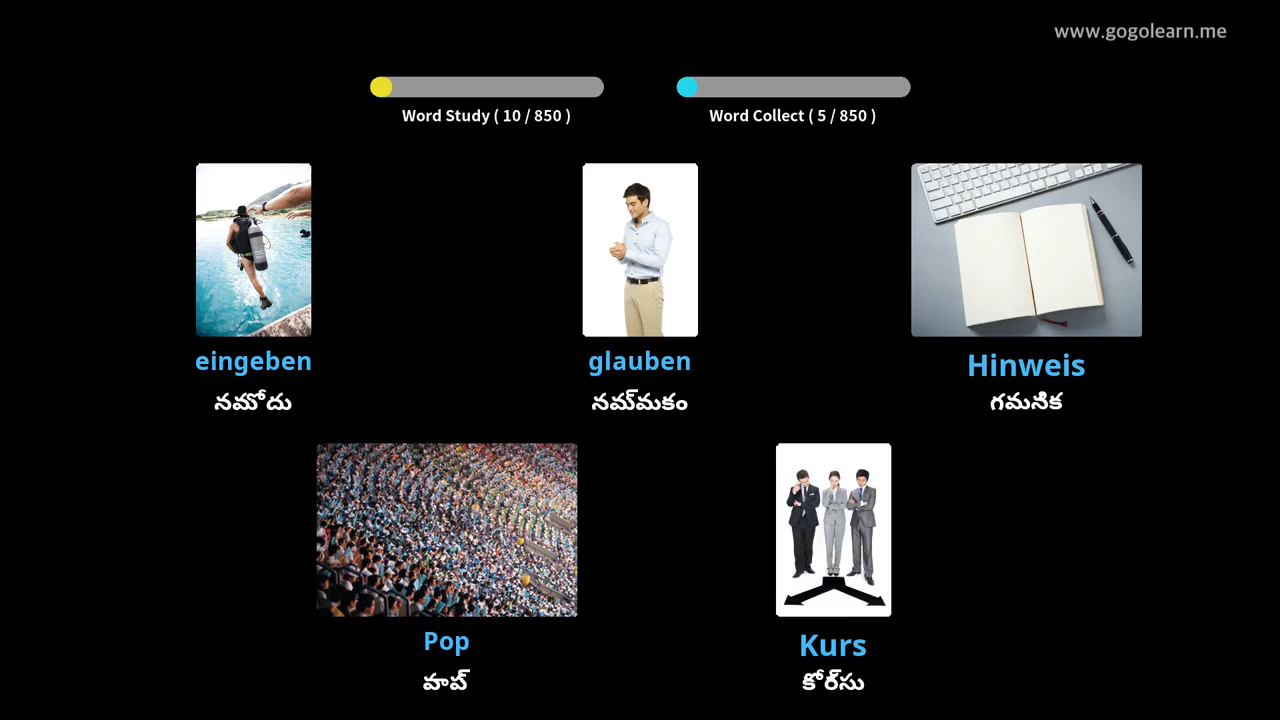 www.gogolearn.me
Word Study ( 10 / 850 )
Word Collect ( 5 / 850 )
eingeben
glauben
Hinweis
నమోదు
నమ్మకం
గమనిక
Pop
Kurs
పాప్
కోర్సు